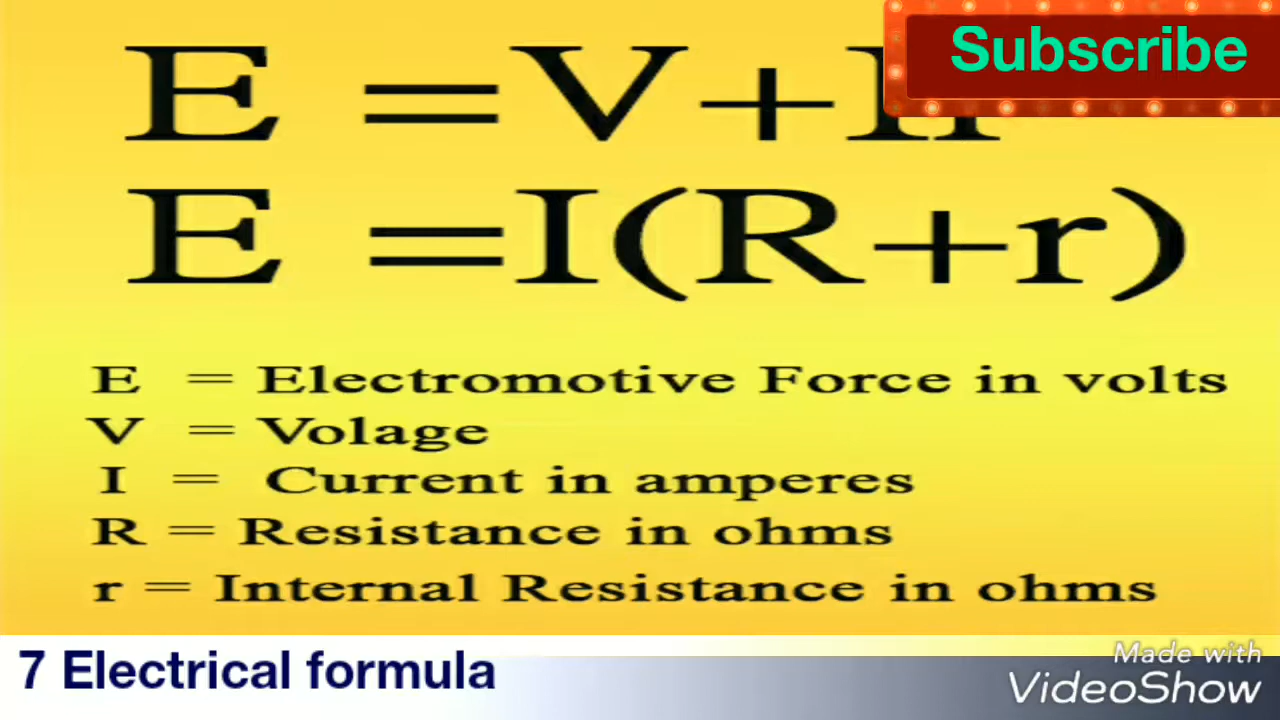 Subscribe
E = V +
E = I(R+r)
E = Electromotive Force in volts
V = Volage
I = Current in amperes
R = Resistance in ohms
r = Internal Resistance in ohms
7 Electrical formula
Made with
VideoShow